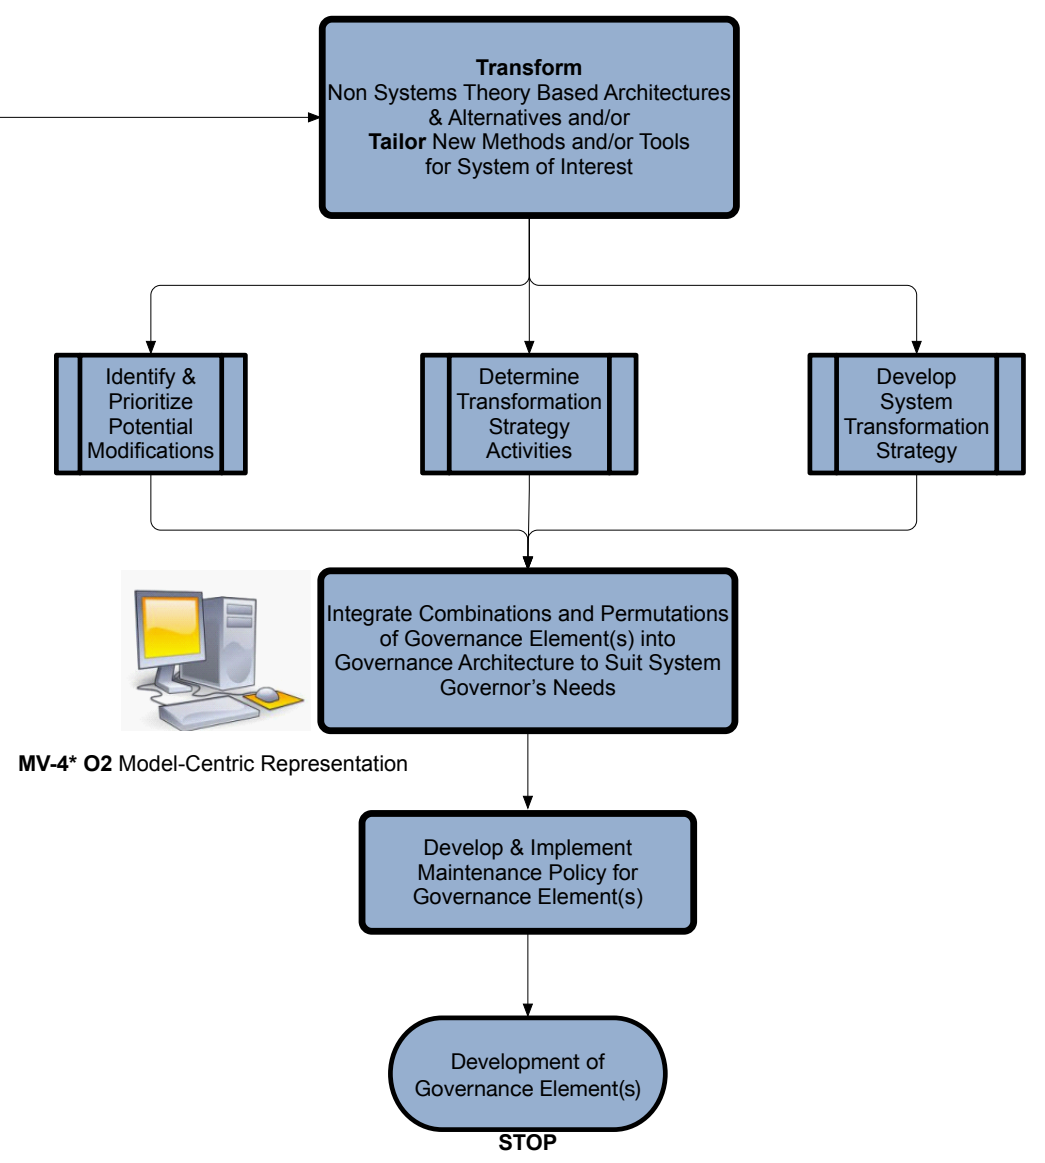 Transform
Non Systems Theory Based Architectures
& Alternatives and/or
Tailor New Methods and/or Tools
for System of Interest
Identify &
Prioritize
Potential
Modifications
Determine
Transformation
Strategy
Activities
Develop
System
Transformation
Strategy
Integrate Combinations and Permutations
of Governance Element(s) into
Governance Architecture to Suit System
Governor’s Needs
MV-4* O2 Model-Centric Representation
Develop & Implement
Maintenance Policy for
Governance Element(s)
Development of
Governance Element(s)
STOP